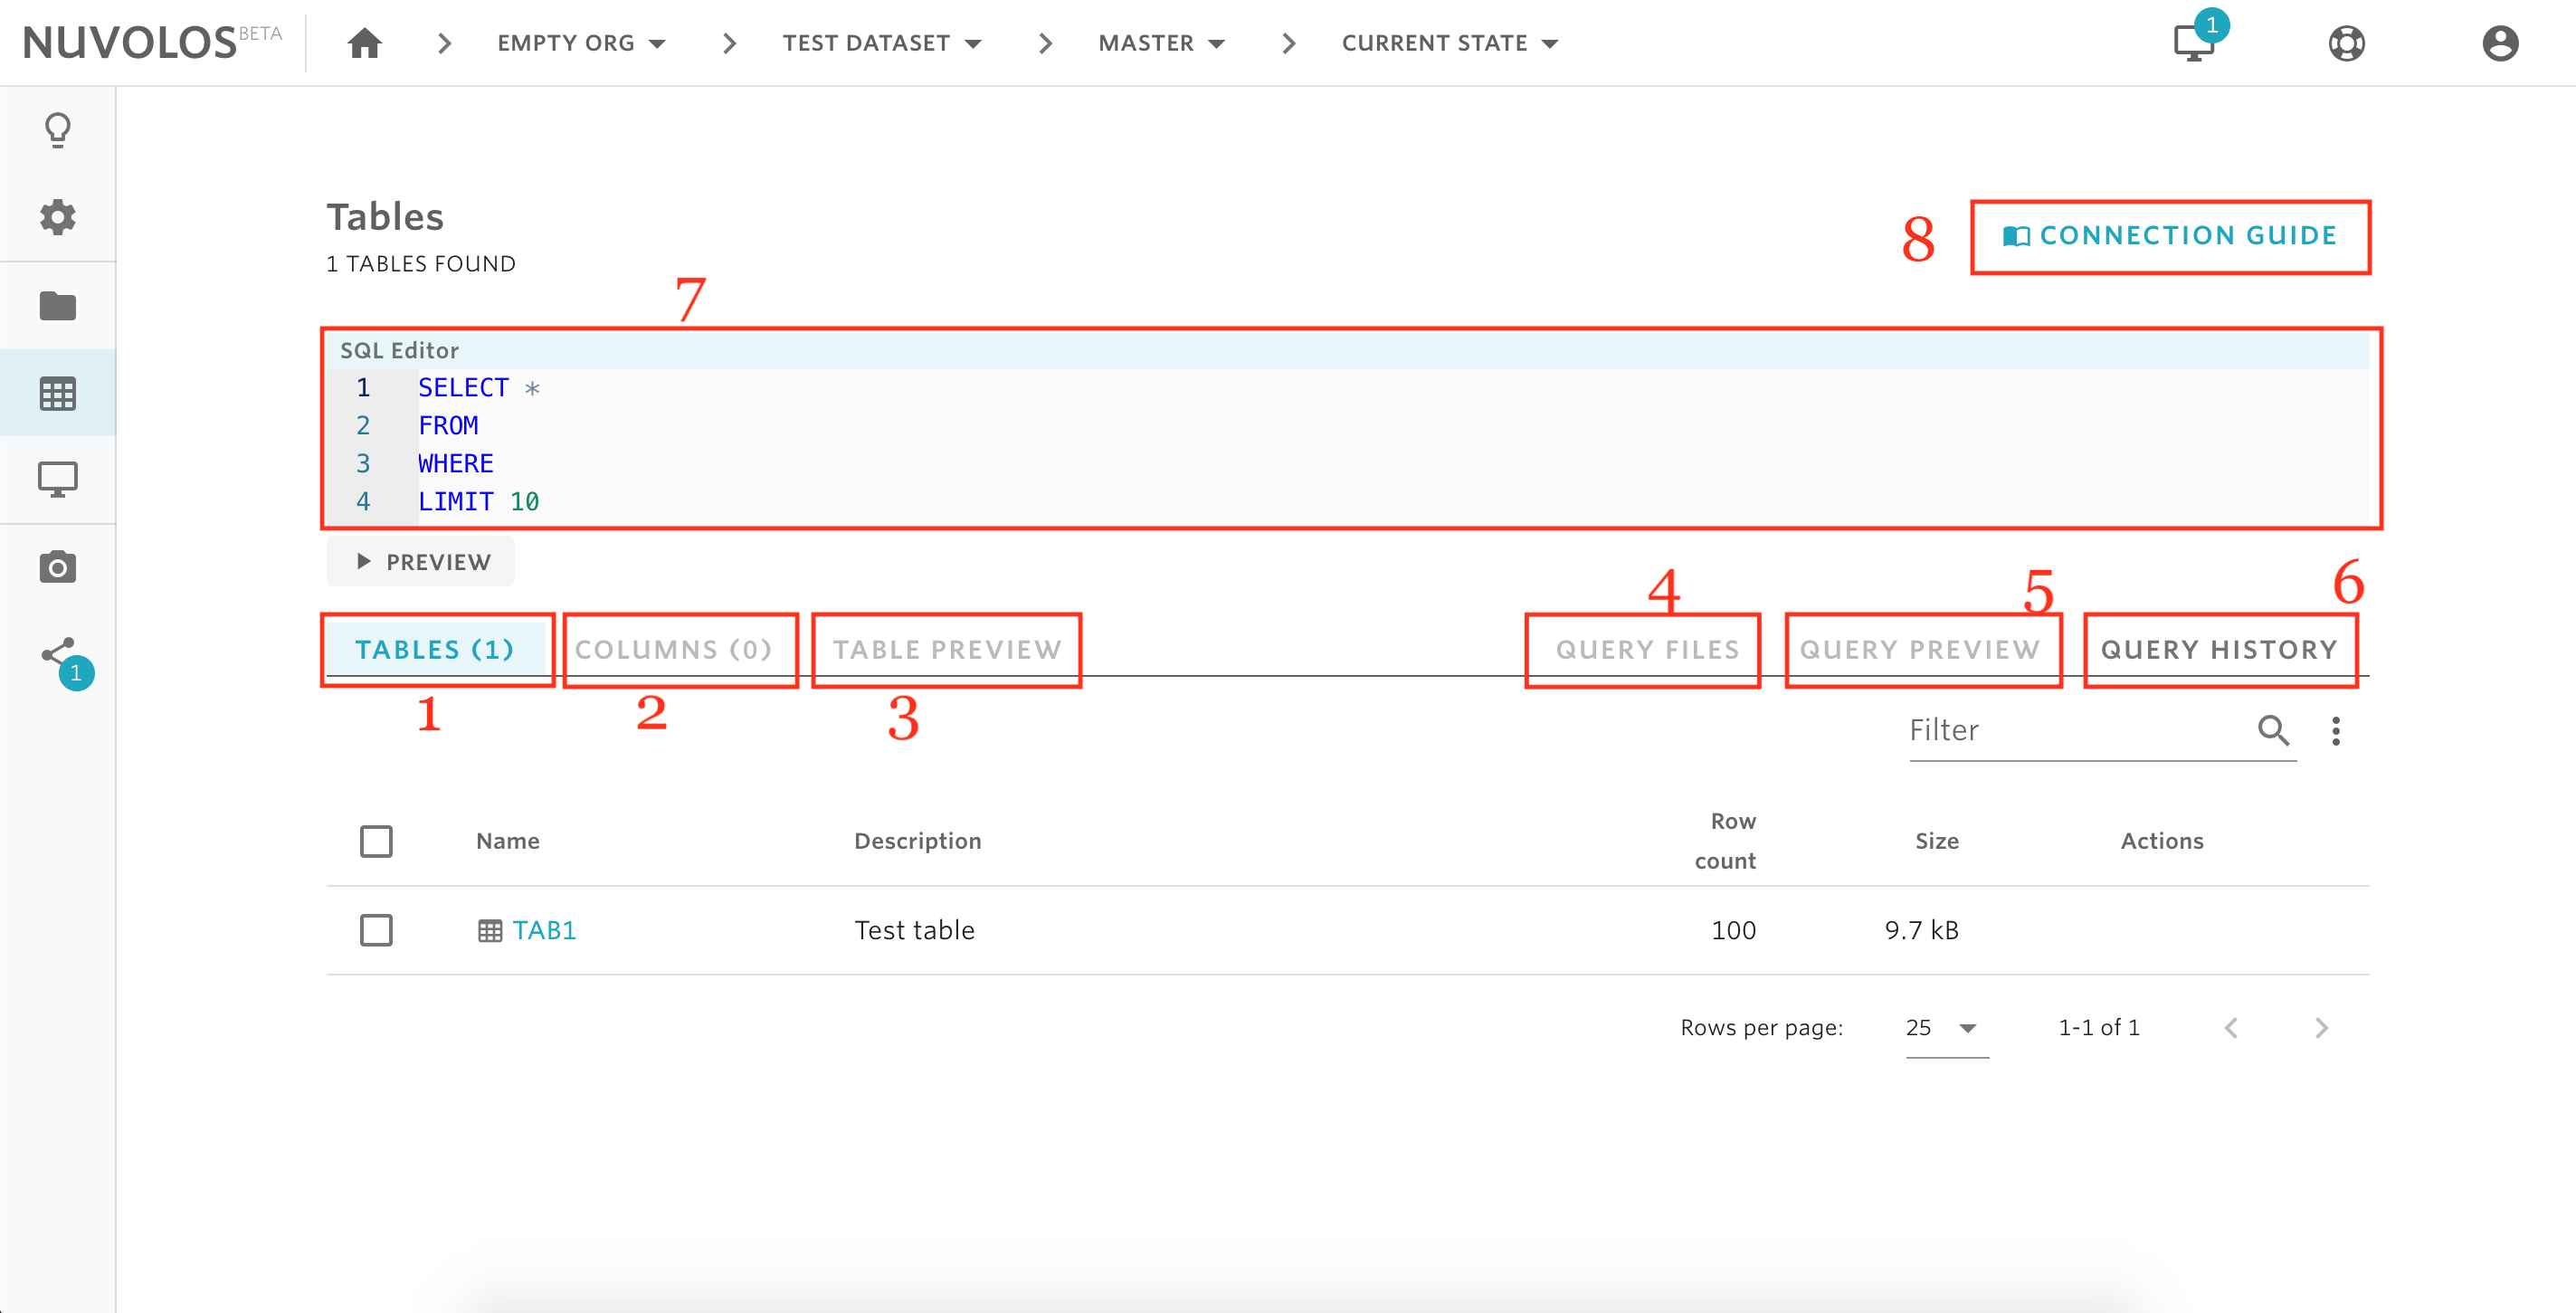 NUVOLOS BETA
EMPTY ORG
TEST DATASET
MASTER
CURRENT STATE
1
Tables
1 TABLES FOUND
8
CONNECTION GUIDE
7
SQL Editor
1 SELECT *
2 FROM
3 WHERE
4 LIMIT 10
PREVIEW
4
5
6
TABLES (1)
COLUMNS (0)
TABLE PREVIEW
QUERY FILES
QUERY PREVIEW
QUERY HISTORY
1
1
2
3
Filter
Name
Description
Row count
Size
Actions
TAB1
Test table
100
9.7 kB
Rows per page:
25
1-1 of 1